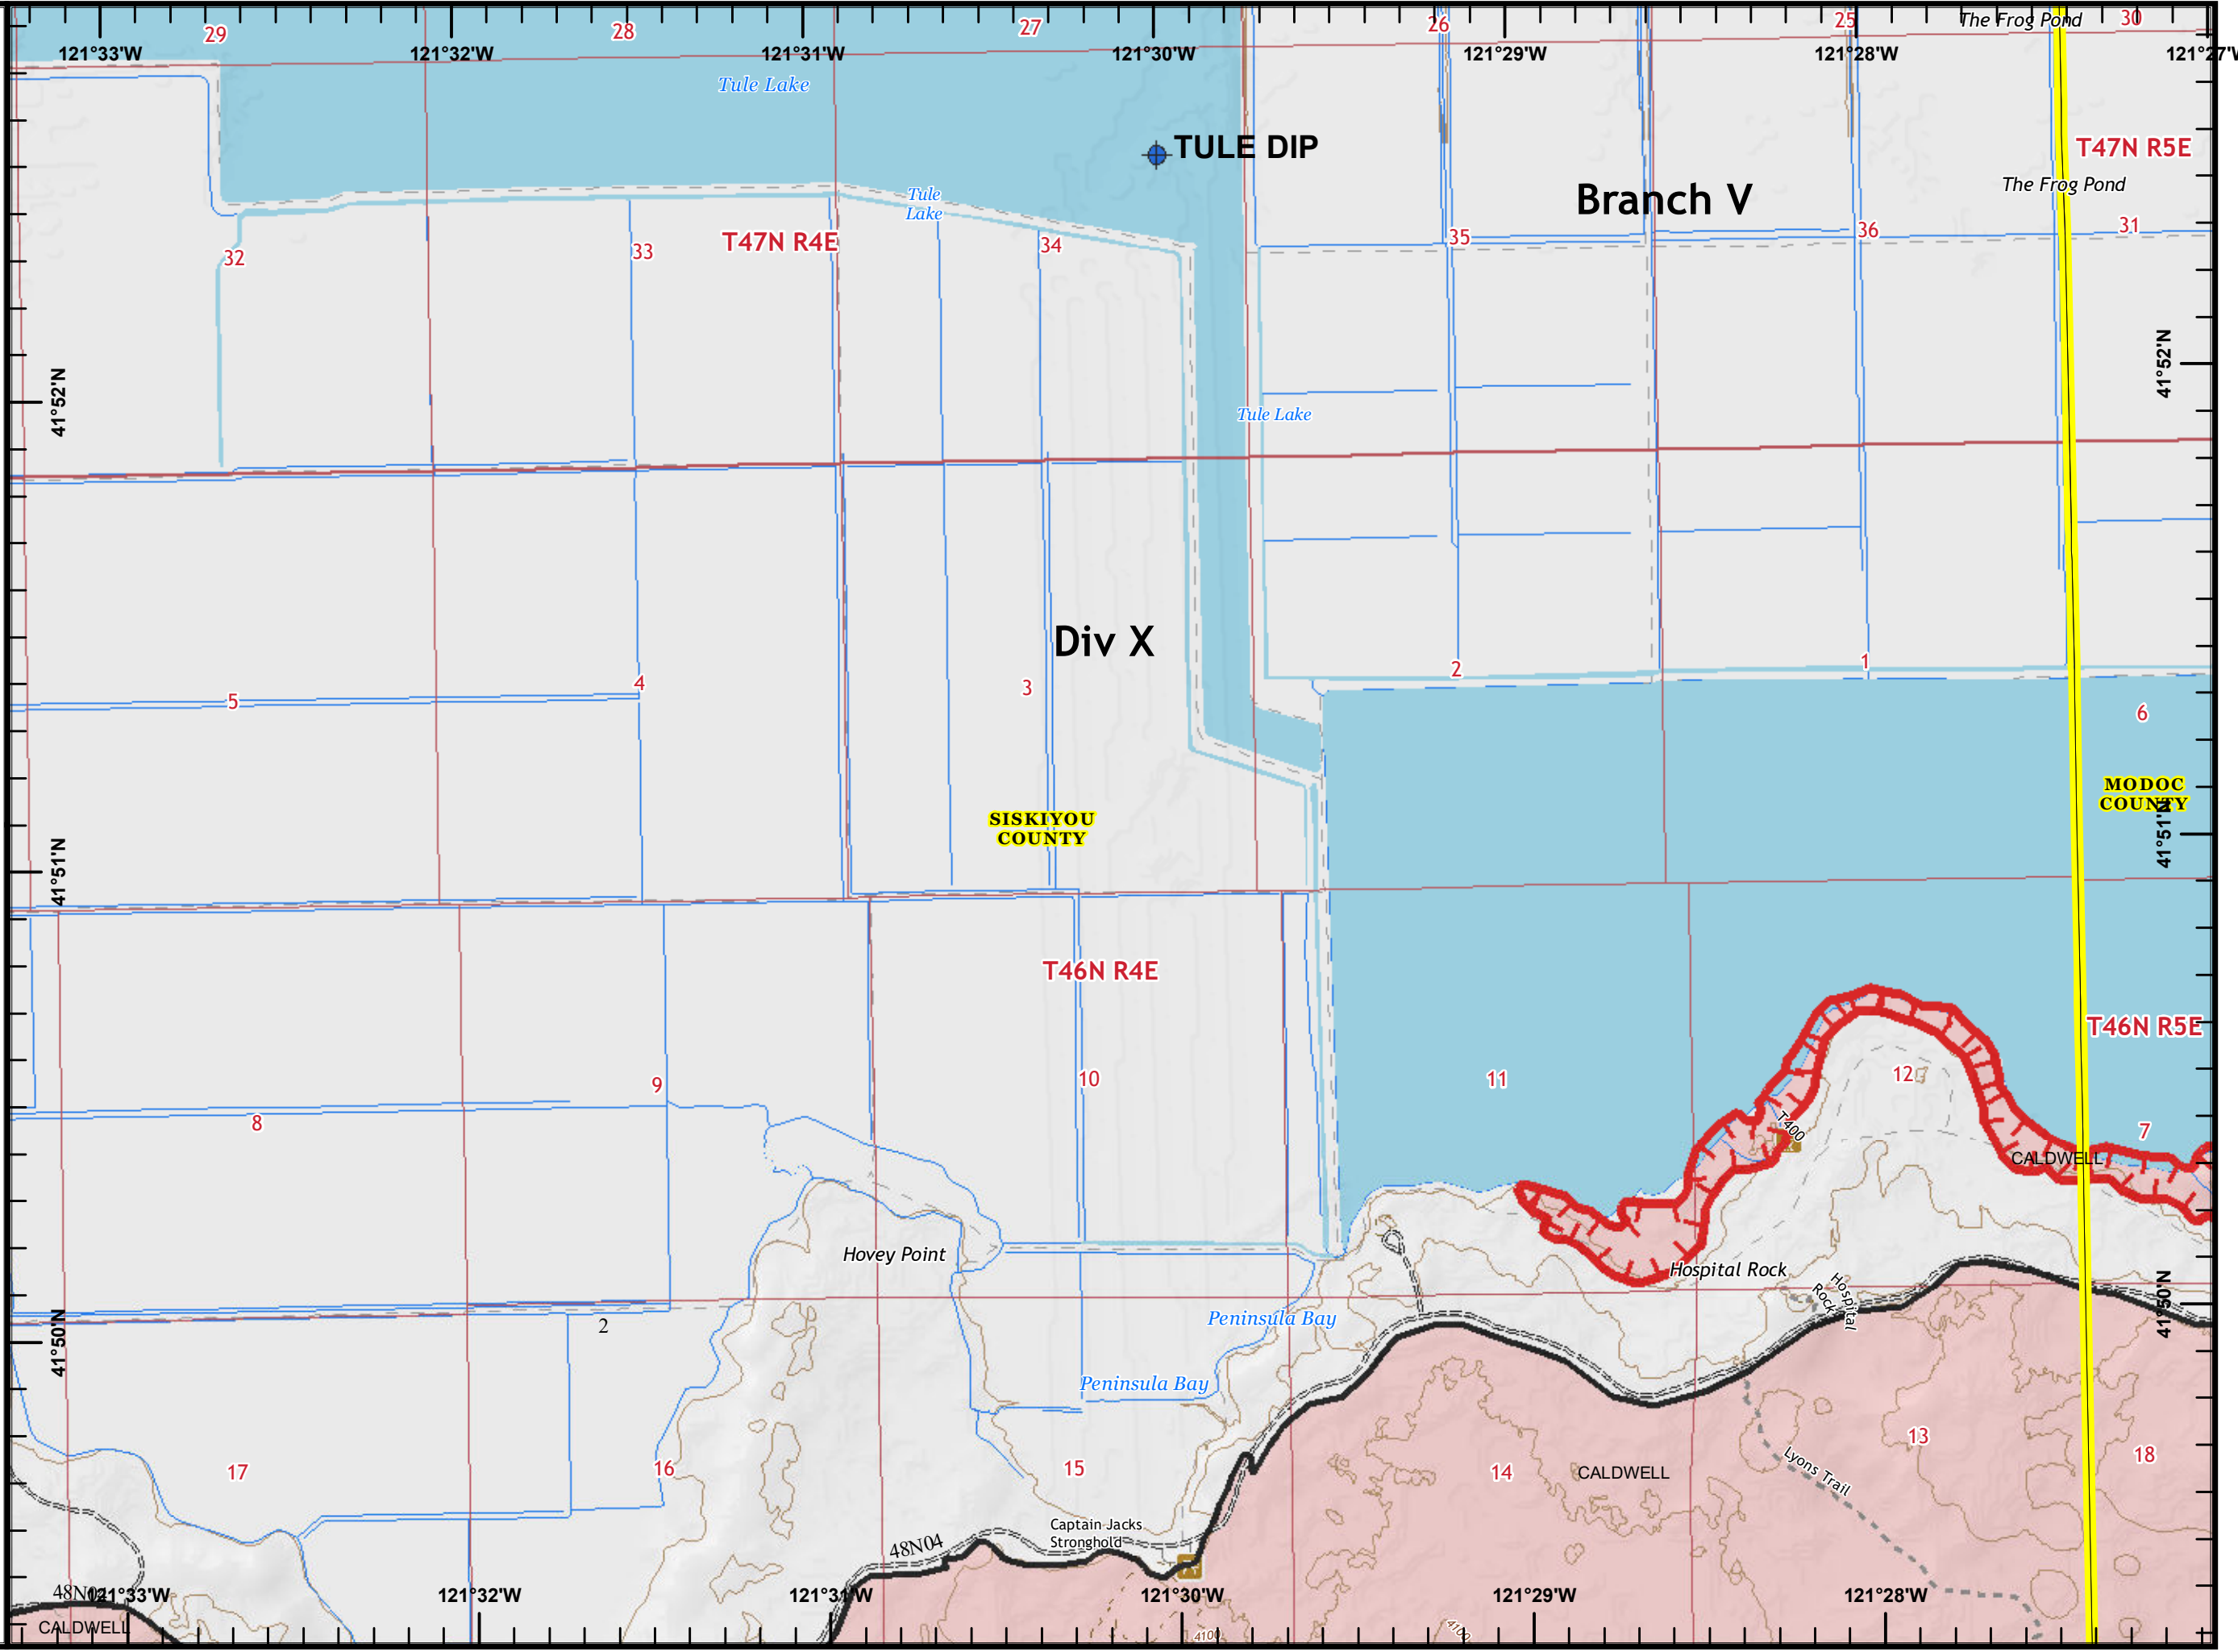 29
28
27
26
25
The Frog Pond
30
121°33'W
121°32'W
121°31'W
121°30'W
121°29'W
121°28'W
121°27'W
Tule Lake
TULE DIP
T47N R5E
The Frog Pond
Branch V
Tule
Lake
32
33
T47N R4E
34
35
36
31
41°52'N
41°52'N
Tule Lake
Div X
5
4
3
2
1
6
SISKIYOU
COUNTY
MODOC
COUNTY
41°51'N
41°51'N
T46N R4E
T46N R5E
8
9
10
11
12
7
T400
CALDWELL
Hovey Point
Hospital Rock
Hospital
Rock
Peninsula Bay
2
41°50'N
41°50'N
Peninsula Bay
17
16
15
14
CALDWELL
13
18
Lyons Trail
Captain Jacks
Stronghold
48N04
121°33'W
121°32'W
121°31'W
121°30'W
121°29'W
121°28'W
CALDWELL
4100
4100